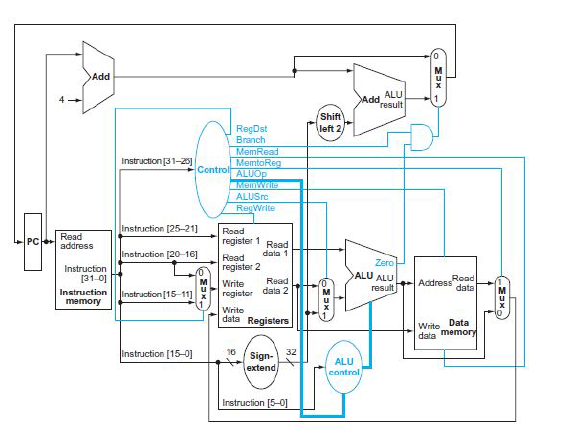 Add
4
0
M
u
x
1
Add ALU
result
Shift
left 2
RegDst
Branch
MemRead
MemtoReg
ALUOp
MemWrite
ALUSrc
RegWrite
Control
Instruction [31–26]
Instruction [25–21]
Instruction [20–16]
Instruction [15–11]
Instruction [15–0]
Instruction [5–0]
PC
Read
address
Instruction
[31–0]
Instruction
memory
0
M
u
x
1
Read
register 1
Read
data 1
Read
register 2
Write
register
Read
data 2
Write
data
Registers
0
M
u
x
1
Zero
ALU
ALU
result
Address
Read
data
Write
data
Data
memory
1
M
u
x
0
16
Sign-
extend
32
ALU
control